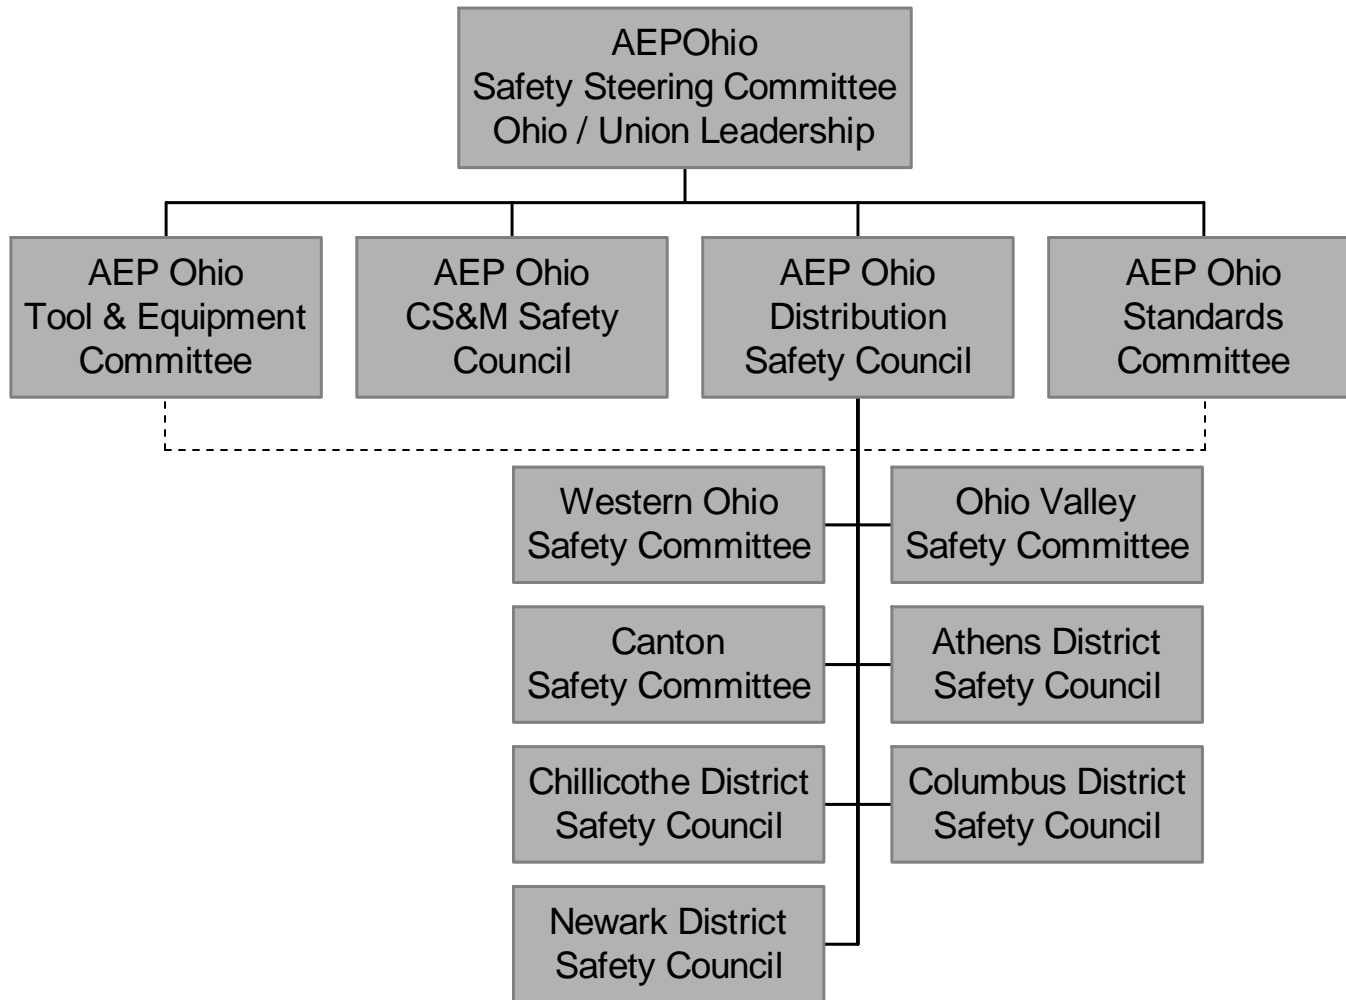 AEPOhio
Safety Steering Committee
Ohio / Union Leadership
AEP Ohio
Tool & Equipment
Committee
AEP Ohio
CS&M Safety
Council
AEP Ohio
Distribution
Safety Council
AEP Ohio
Standards
Committee
Western Ohio
Safety Committee
Ohio Valley
Safety Committee
Canton
Safety Committee
Athens District
Safety Council
Chillicothe District
Safety Council
Columbus District
Safety Council
Newark District
Safety Council